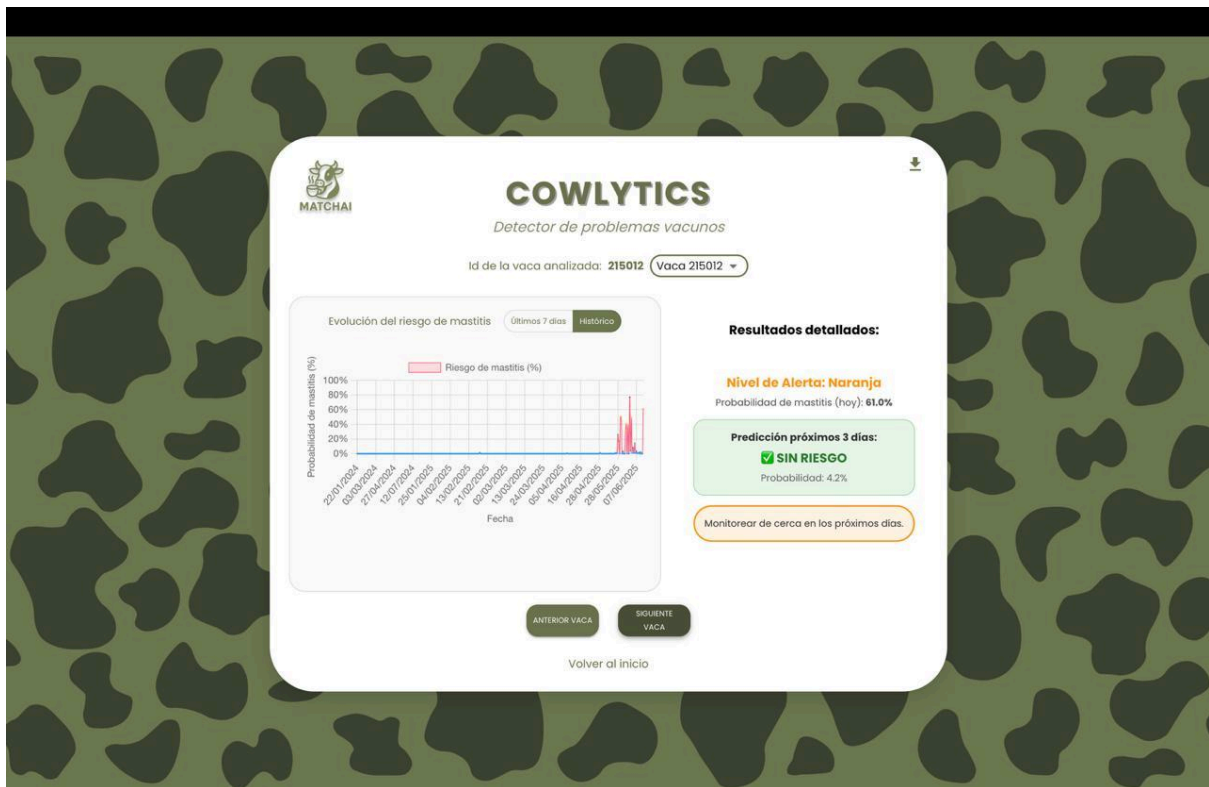 MATCHAI
COWLYTICS
Detector de problemas vacunos
Id de la vaca analizada: 215012 Vaca 215012
Evolución del riesgo de mastitis
Últimos 7 días
Histórico
Riesgo de mastitis (%)
Probabilidad de mastitis (%)
100%
80%
60%
40%
20%
0%
22/01/2024
03/03/2024
27/04/2024
12/07/2024
25/01/2025
04/02/2025
13/02/2025
21/02/2025
02/03/2025
13/03/2025
24/03/2025
05/04/2025
16/04/2025
28/04/2025
28/05/2025
07/06/2025
Fecha
Resultados detallados:
Nivel de Alerta: Naranja
Probabilidad de mastitis (hoy): 61.0%
Predicción próximos 3 días:
✅ SIN RIESGO
Probabilidad: 4.2%
Monitorear de cerca en los próximos días.
ANTERIOR VACA
SIGUIENTE
VACA
Volver al inicio